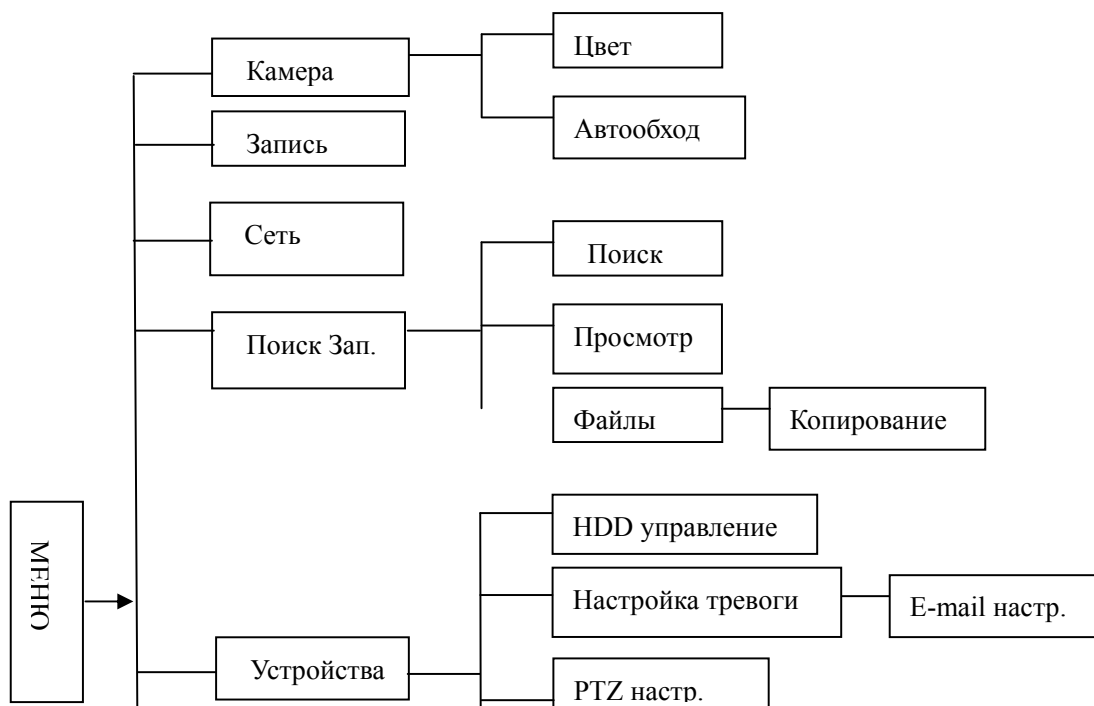 Цвет
Камера
Автообход
Запись
Сеть
Поиск
Просмотр
Поиск Зап.
Файлы
Копирование
HDD управление
МЕНЮ
Настройка тревоги
E-mail настр.
Устройства
PTZ настр.